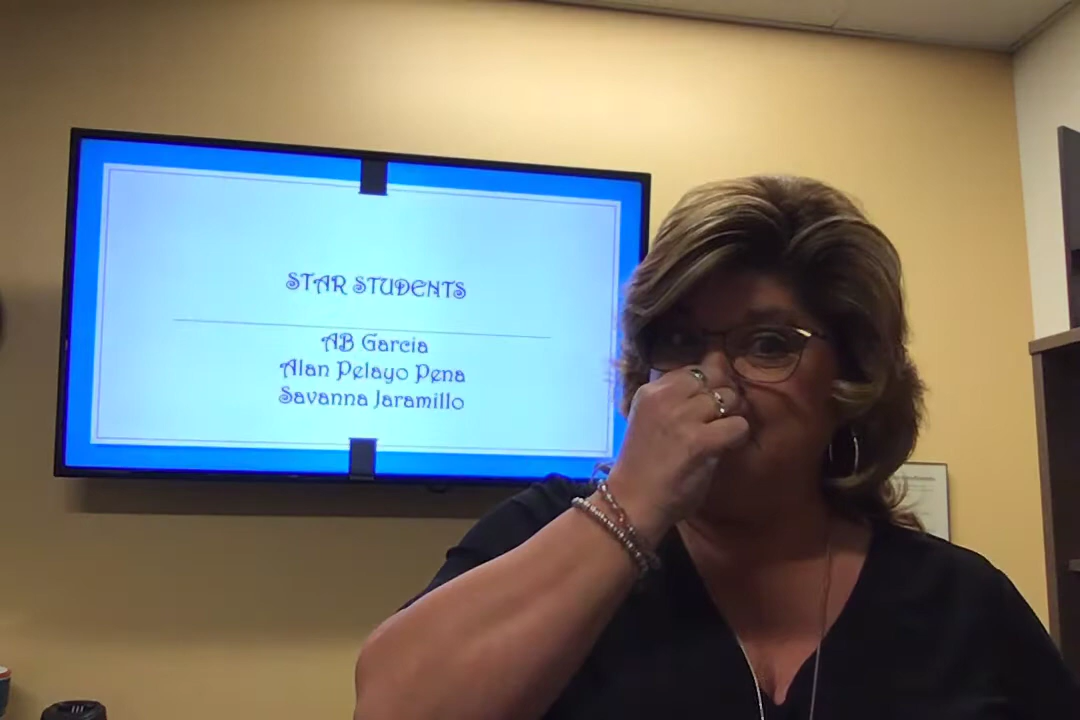 STAR STUDENTS
AB Garcia
Alan Pelayo Pena
Savanna Jaramillo